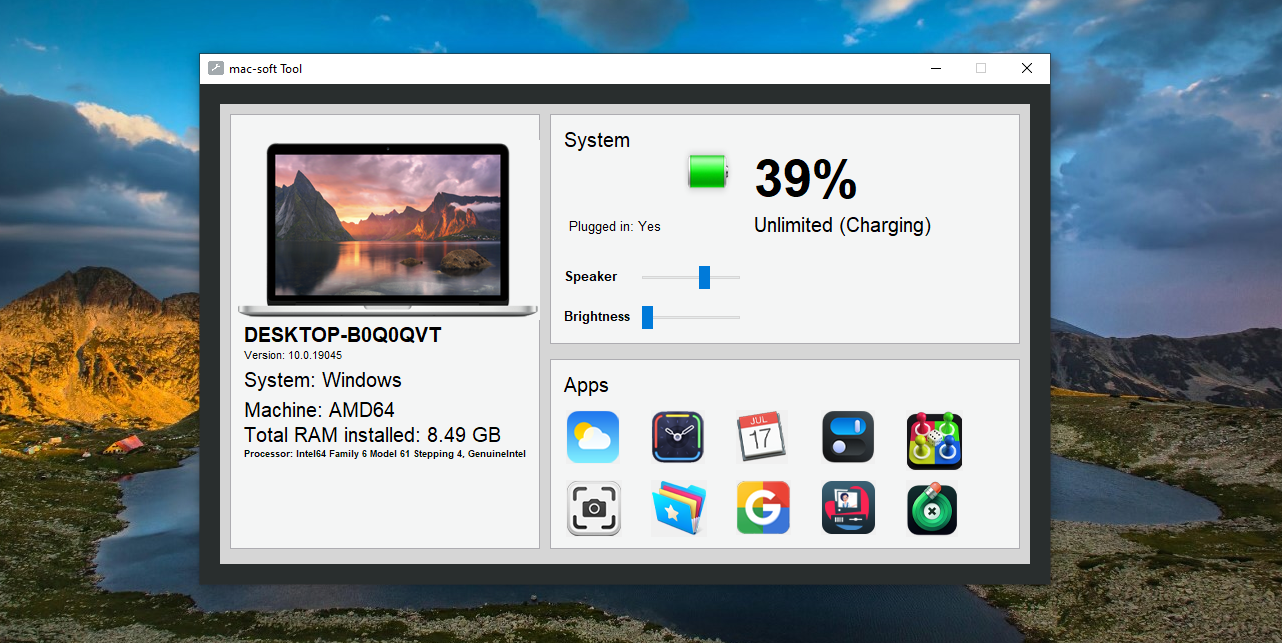 mac-soft Tool
DESKTOP-B0Q0QVT
Version: 10.0.19045
System: Windows
Machine: AMD64
Total RAM installed: 8.49 GB
Processor: Intel64 Family 6 Model 61 Stepping 4, GenuineIntel
System
39%
Plugged in: Yes
Unlimited (Charging)
Speaker
Brightness
Apps
JUL
17
G